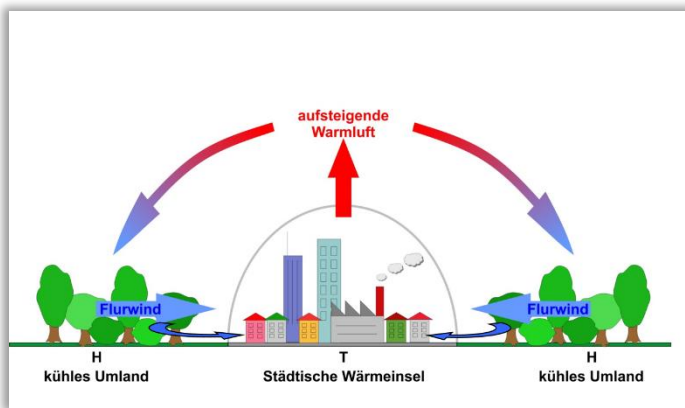 aufsteigende
Warmluft
Flurwind
Flurwind
H
T
H
kühles Umland
Städtische Wärmeinsel
kühles Umland